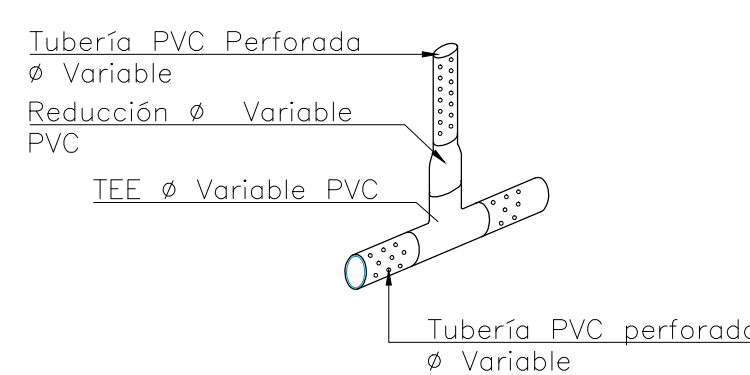 Tubería PVC Perforada
Ø Variable
Reducción Ø Variable
PVC
TEE Ø Variable PVC
Tubería PVC perforada
Ø Variable